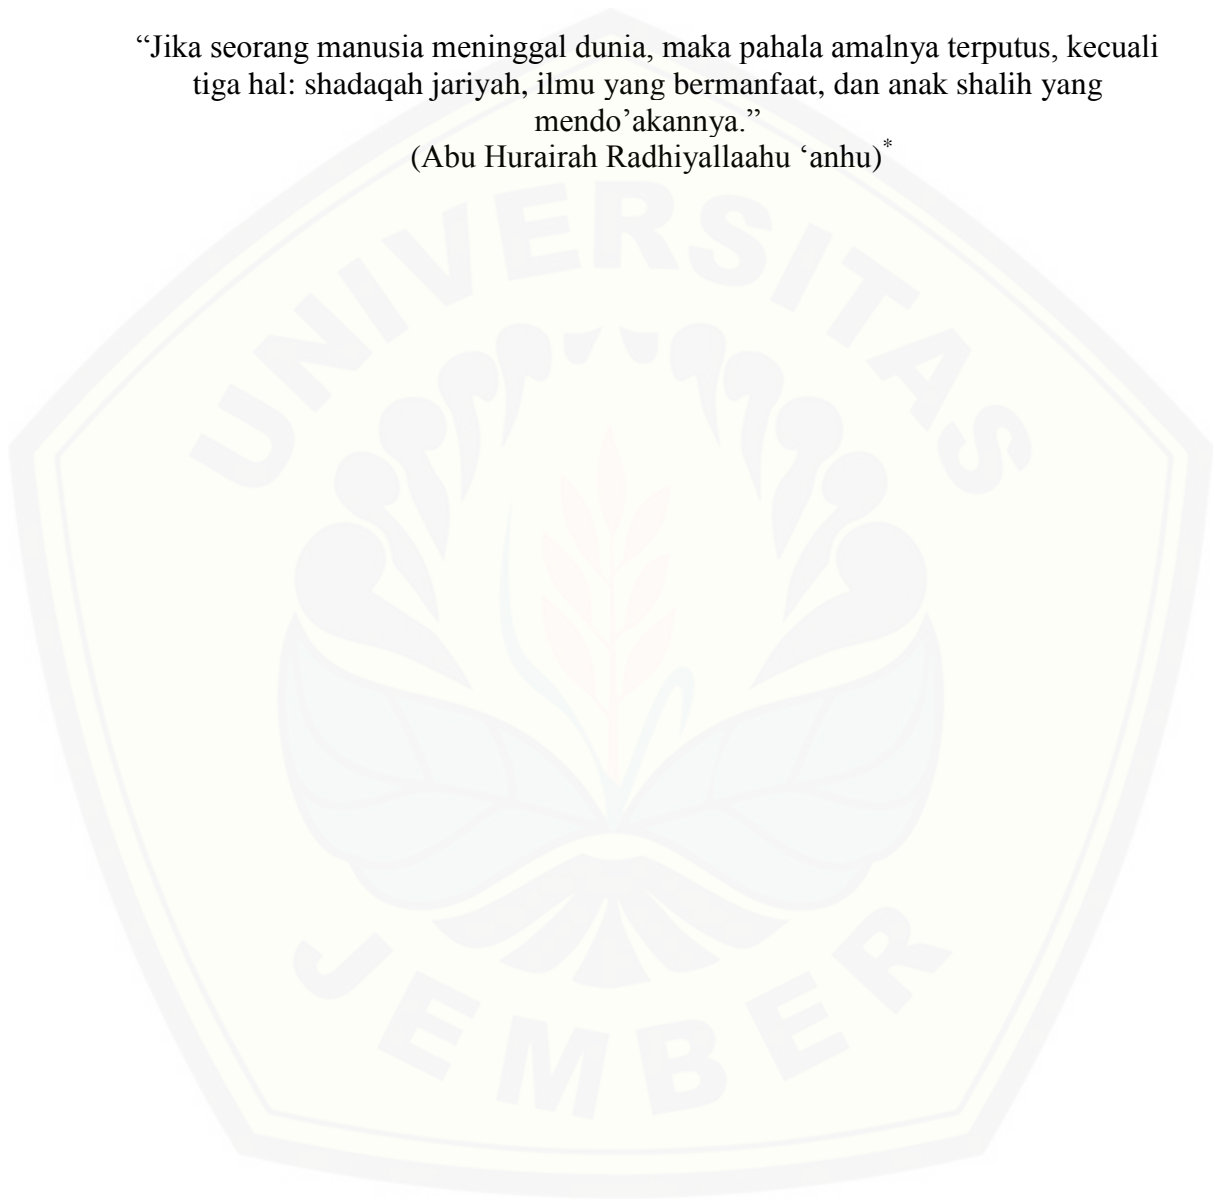 “Jika seorang manusia meninggal dunia, maka pahala amalnya terputus, kecuali
tiga hal: shadaqah jariyah, ilmu yang bermanfaat, dan anak shalih yang
mendo’akannya.”
(Abu Hurairah Radhiyallaahu ‘anhu)*
UNIVERSITAS
JEMBER